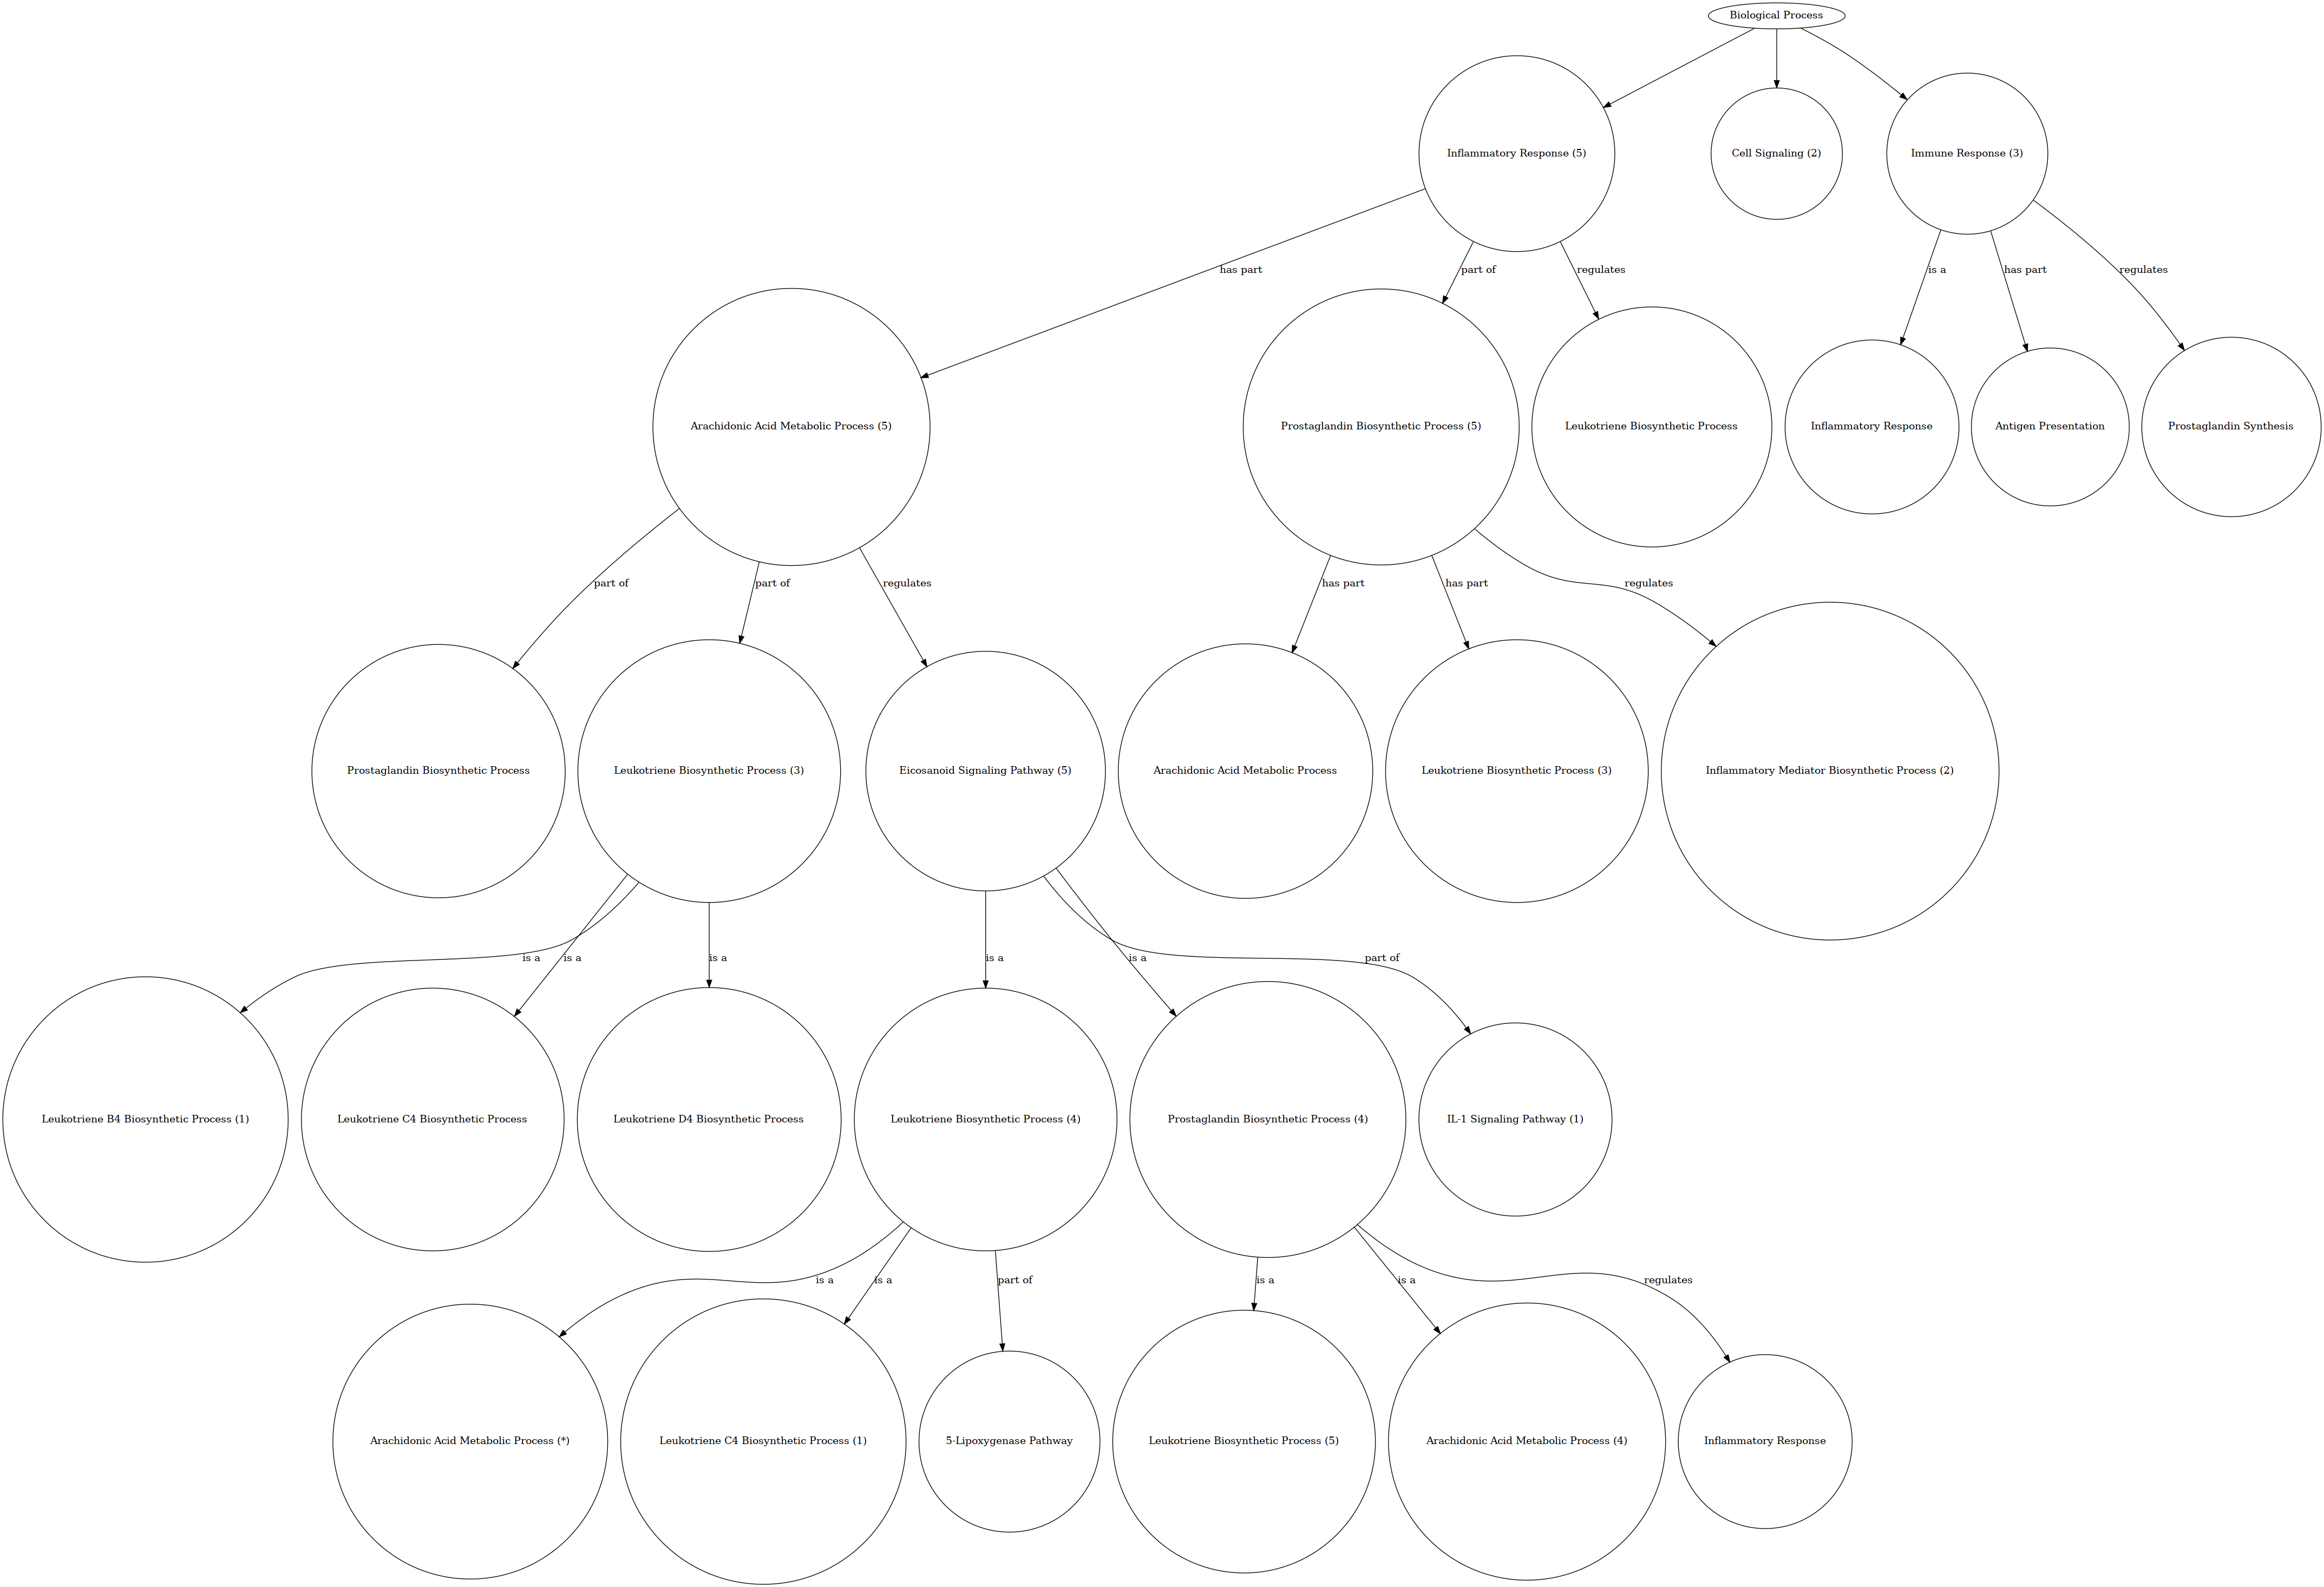 Biological Process
Inflammatory Response (5)
Cell Signaling (2)
Immune Response (3)
has part
part of
regulates
is a
has part
regulates
Arachidonic Acid Metabolic Process (5)
Prostaglandin Biosynthetic Process (5)
Leukotriene Biosynthetic Process
Inflammatory Response
Antigen Presentation
Prostaglandin Synthesis
part of
part of
regulates
has part
has part
regulates
Prostaglandin Biosynthetic Process
Leukotriene Biosynthetic Process (3)
Eicosanoid Signaling Pathway (5)
Arachidonic Acid Metabolic Process
Leukotriene Biosynthetic Process (3)
Inflammatory Mediator Biosynthetic Process (2)
is a
is a
is a
is a
is a
part of
Leukotriene B4 Biosynthetic Process (1)
Leukotriene C4 Biosynthetic Process
Leukotriene D4 Biosynthetic Process
Leukotriene Biosynthetic Process (4)
Prostaglandin Biosynthetic Process (4)
IL-1 Signaling Pathway (1)
is a
is a
part of
is a
is a
regulates
Arachidonic Acid Metabolic Process (*)
Leukotriene C4 Biosynthetic Process (1)
5-Lipoxygenase Pathway
Leukotriene Biosynthetic Process (5)
Arachidonic Acid Metabolic Process (4)
Inflammatory Response